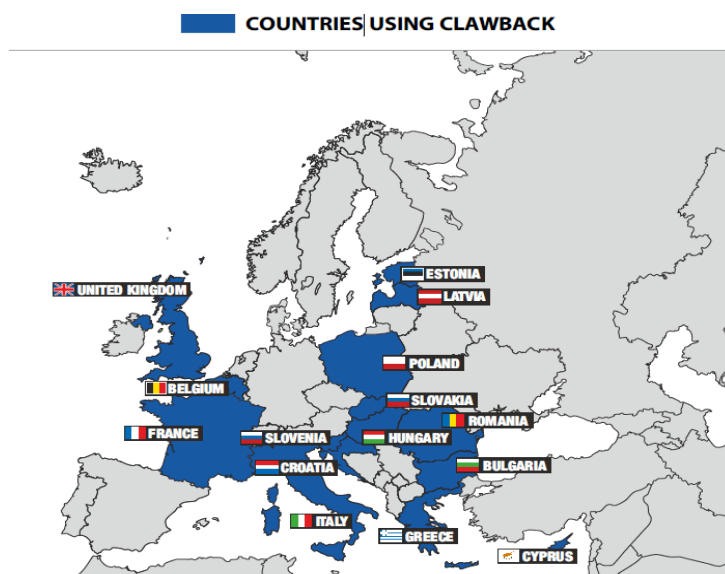 COUNTRIES USING CLAWBACK
ESTONIA
UNITED KINGDOM
LATVIA
POLAND
BELGIUM
SLOVAKIA
ROMANIA
FRANCE
SLOVENIA
HUNGARY
CROATIA
BULGARIA
ITALY
GREECE
CYPRUS